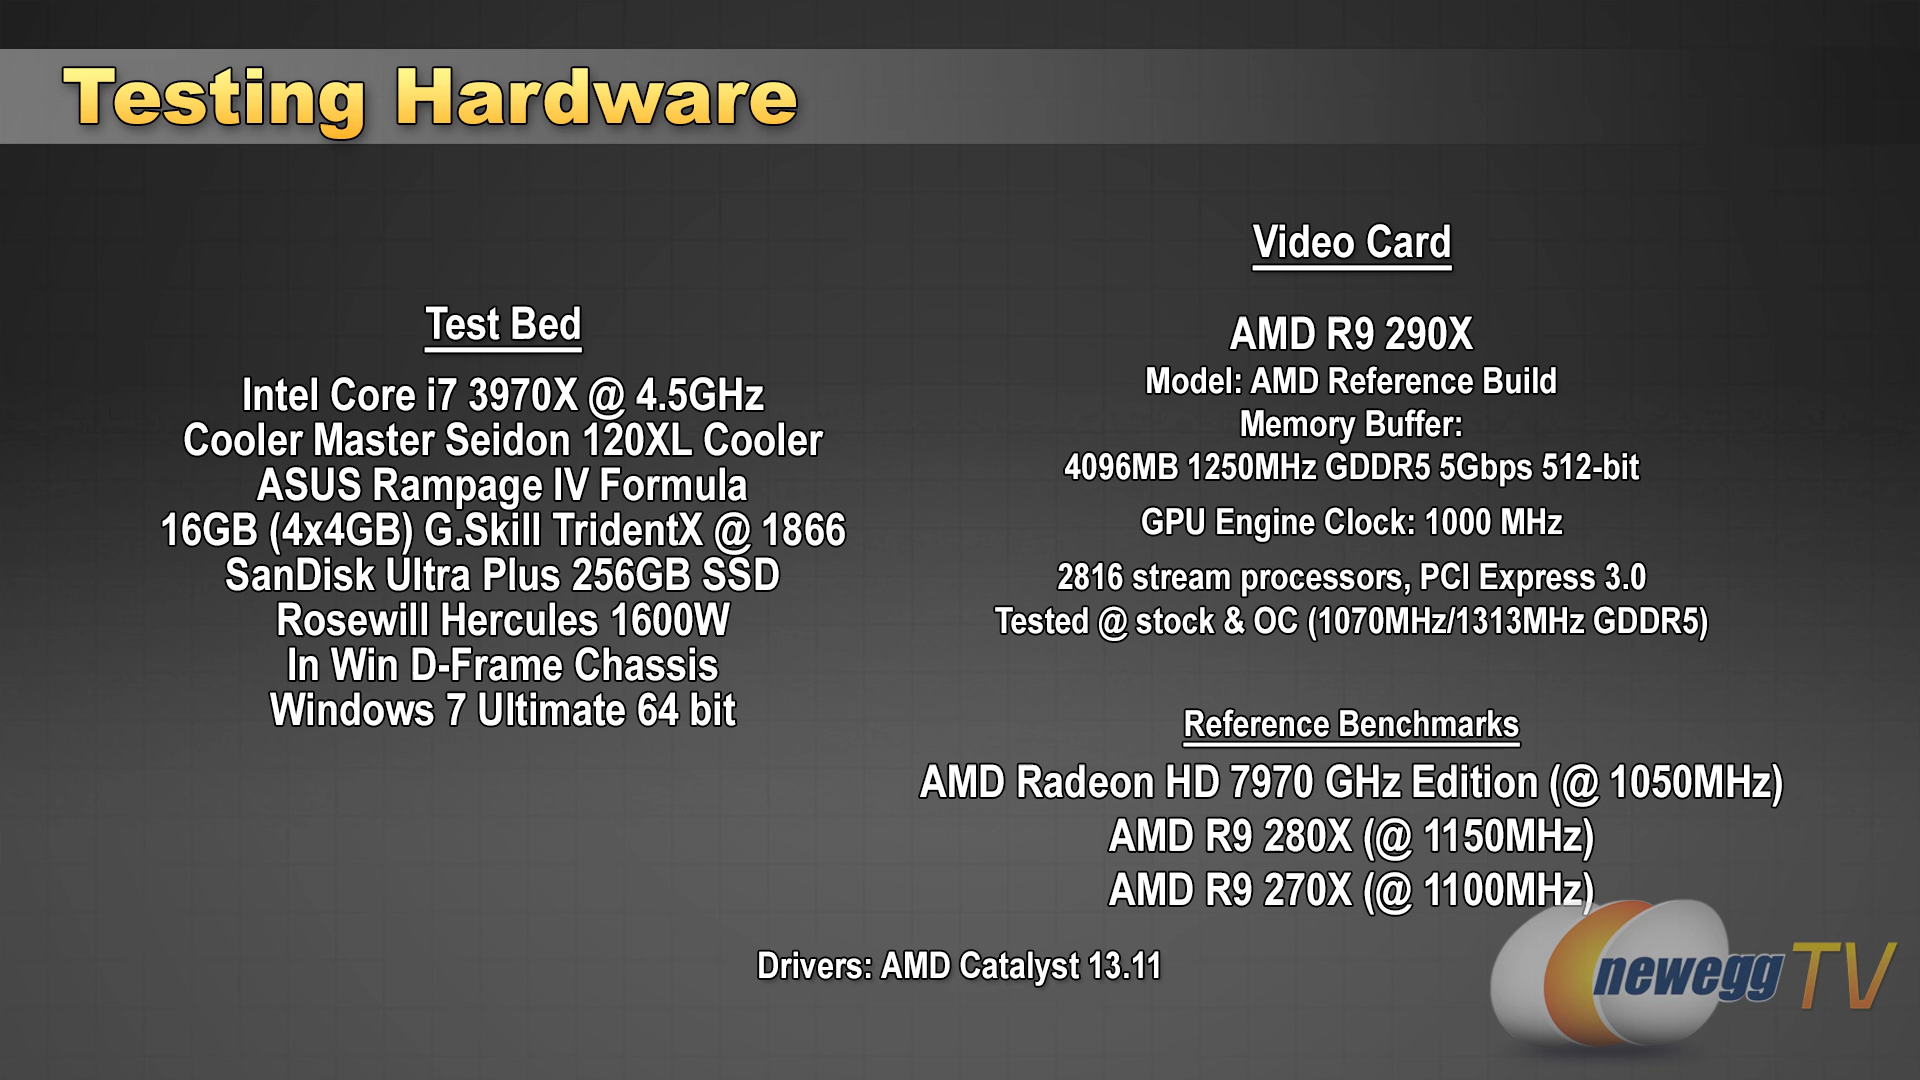 Testing Hardware
Test Bed
Intel Core i7 3970X @ 4.5GHz
Cooler Master Seidon 120XL Cooler
ASUS Rampage IV Formula
16GB (4x4GB) G.Skill TridentX @ 1866
SanDisk Ultra Plus 256GB SSD
Rosewill Hercules 1600W
In Win D-Frame Chassis
Windows 7 Ultimate 64 bit
Video Card
AMD R9 290X
Model: AMD Reference Build
Memory Buffer:
4096MB 1250MHz GDDR5 5Gbps 512-bit
GPU Engine Clock: 1000 MHz
2816 stream processors, PCI Express 3.0
Tested @ stock & OC (1070MHz/1313MHz GDDR5)
Reference Benchmarks
AMD Radeon HD 7970 GHz Edition (@ 1050MHz)
AMD R9 280X (@ 1150MHz)
AMD R9 270X (@ 1100MHz)
Drivers: AMD Catalyst 13.11
newegg TV